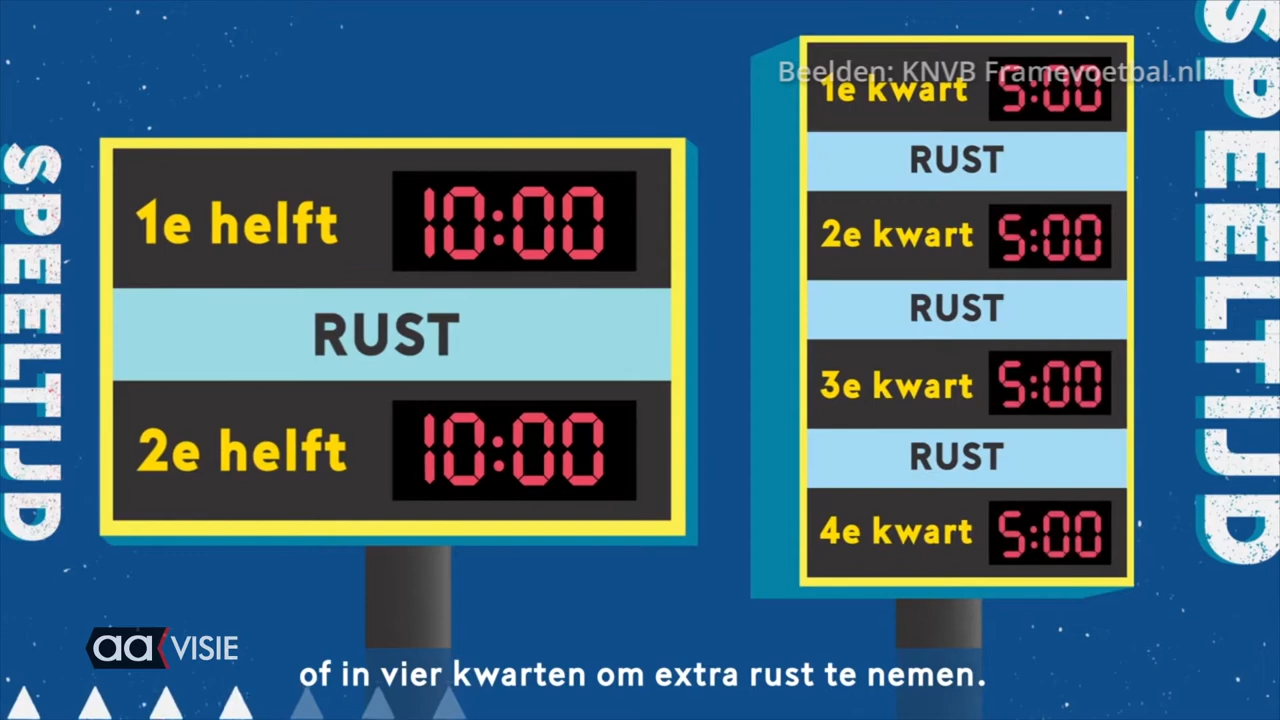 SPEELTIJD
1e helft 10:00
RUST
2e helft 10:00
Beelden: KNVB Framevoetbal.nl
1e kwart 5:00
RUST
2e kwart 5:00
RUST
3e kwart 5:00
RUST
4e kwart 5:00
SPEELTIJD
aa VISIE
of in vier kwarten om extra rust te nemen.